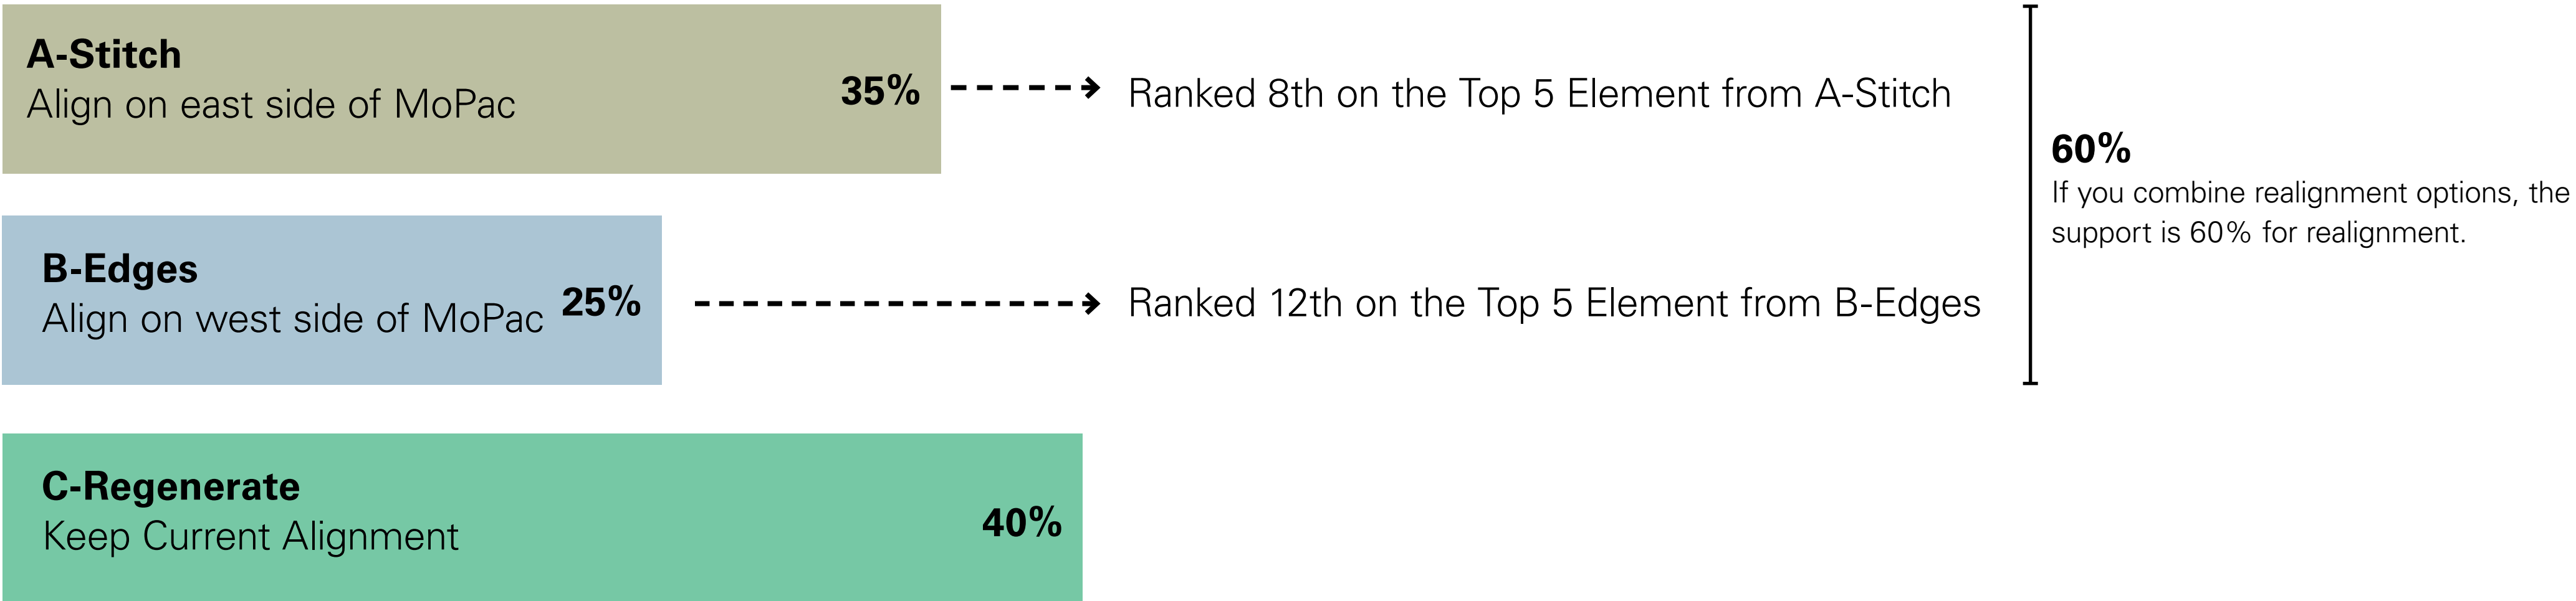 A-Stitch
Align on east side of MoPac
35%
Ranked 8th on the Top 5 Element from A-Stitch
60%
If you combine realignment options, the
support is 60% for realignment.
B-Edges
Align on west side of MoPac
25%
Ranked 12th on the Top 5 Element from B-Edges
C-Regenerate
Keep Current Alignment
40%